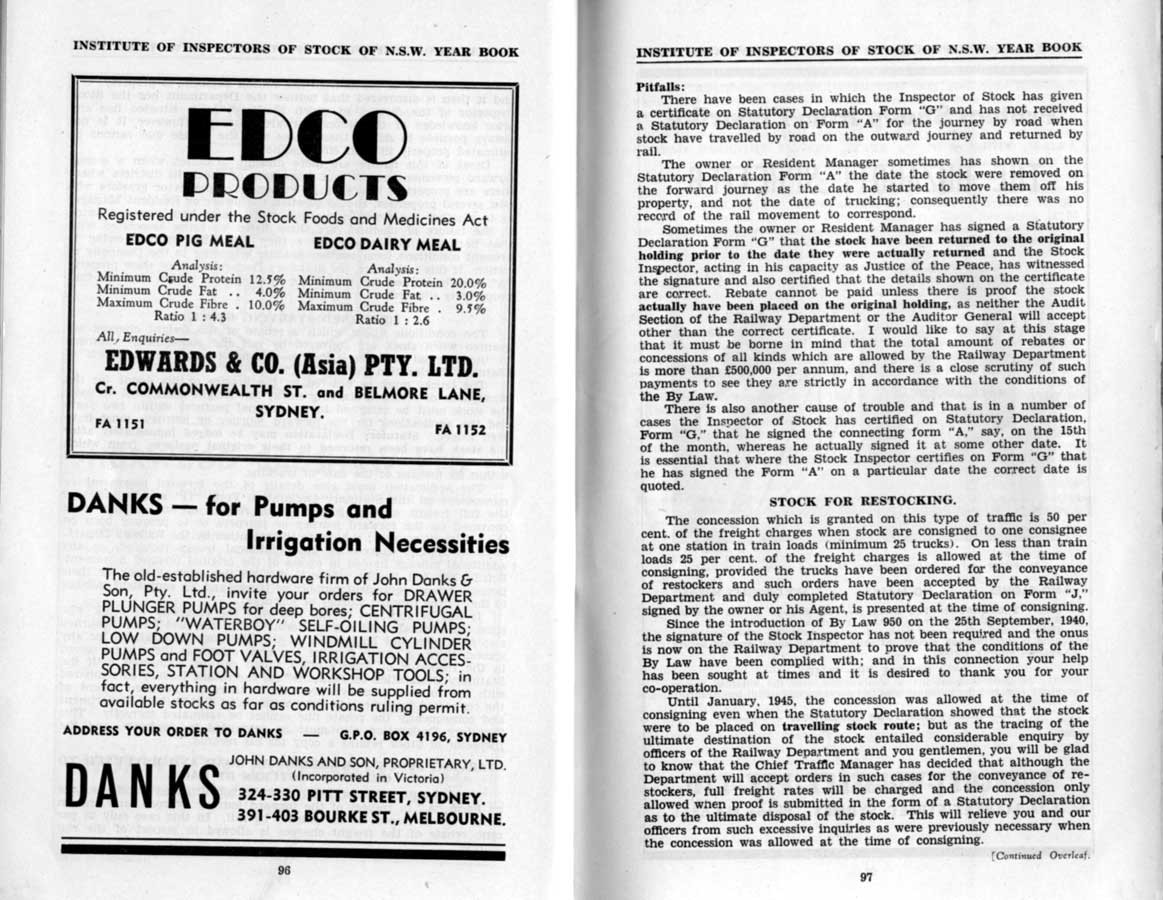 INSTITUTE OF INSPECTORS OF STOCK OF N.S.W. YEAR BOOK
EDCO
PRODUCTS
Registered under the Stock Foods and Medicines Act
EDCO PIG MEAL
Analysis:
Minimum Crude Protein 12.5%
Minimum Crude Fat .. 4.0%
Maximum Crude Fibre . 10.0%
Ratio 1 : 4.3
EDCO DAIRY MEAL
Analysis:
Minimum Crude Protein 20.0%
Minimum Crude Fat .. 3.0%
Maximum Crude Fibre . 9.5%
Ratio 1 : 2.6
All, Enquiries—
EDWARDS & CO. (Asia) PTY. LTD.
Cr. COMMONWEALTH ST. and BELMORE LANE,
SYDNEY.
FA 1151
FA 1152
DANKS — for Pumps and
Irrigation Necessities
The old-established hardware firm of John Danks &
Son, Pty. Ltd., invite your orders for DRAWER
PLUNGER PUMPS for deep bores; CENTRIFUGAL
PUMPS; "WATERBOY" SELF-OILING PUMPS;
LOW DOWN PUMPS; WINDMILL CYLINDER
PUMPS and FOOT VALVES, IRRIGATION ACCES-
SORIES, STATION AND WORKSHOP TOOLS; in
fact, everything in hardware will be supplied from
available stocks as far as conditions ruling permit.
ADDRESS YOUR ORDER TO DANKS — G.P.O. BOX 4196, SYDNEY
DANKS
JOHN DANKS AND SON, PROPRIETARY, LTD.
(Incorporated in Victoria)
324-330 PITT STREET, SYDNEY.
391-403 BOURKE ST., MELBOURNE.
96
INSTITUTE OF INSPECTORS OF STOCK OF N.S.W. YEAR BOOK
Pitfalls:
There have been cases in which the Inspector of Stock has given
a certificate on Statutory Declaration Form "G" and has not received
a Statutory Declaration on Form "A" for the journey by road when
stock have travelled by road on the outward journey and returned by
rail.
The owner or Resident Manager sometimes has shown on the
Statutory Declaration Form "A" the date the stock were removed on
the forward journey as the date he started to move them off his
property, and not the date of trucking; consequently there was no
record of the rail movement to correspond.
Sometimes the owner or Resident Manager has signed a Statutory
Declaration Form "G" that the stock have been returned to the original
holding prior to the date they were actually returned and the Stock
Inspector, acting in his capacity as Justice of the Peace, has witnessed
the signature and also certified that the details shown on the certificate
are correct. Rebate cannot be paid unless there is proof the stock
actually have been placed on the original holding, as neither the Audit
Section of the Railway Department or the Auditor General will accept
other than the correct certificate. I would like to say at this stage
that it must be borne in mind that the total amount of rebates or
concessions of all kinds which are allowed by the Railway Department
is more than £500,000 per annum, and there is a close scrutiny of such
payments to see they are strictly in accordance with the conditions of
the By Law.
There is also another cause of trouble and that is in a number of
cases the Inspector of Stock has certified on Statutory Declaration,
Form "G," that he signed the connecting form "A," say, on the 15th
of the month, whereas he actually signed it at some other date. It
is essential that where the Stock Inspector certifies on Form "G" that
he has signed the Form "A" on a particular date the correct date is
quoted.
STOCK FOR RESTOCKING.
The concession which is granted on this type of traffic is 50 per
cent. of the freight charges when stock are consigned to one consignee
at one station in train loads (minimum 25 trucks). On less than train
loads 25 per cent. of the freight charges is allowed at the time of
consigning, provided the trucks have been ordered for the conveyance
of restockers and such orders have been accepted by the Railway
Department and duly completed Statutory Declaration on Form "J,"
signed by the owner or his Agent, is presented at the time of consigning.
Since the introduction of By Law 950 on the 25th September, 1940,
the signature of the Stock Inspector has not been required and the onus
is now on the Railway Department to prove that the conditions of the
By Law have been complied with; and in this connection your help
has been sought at times and it is desired to thank you for your
co-operation.
Until January, 1945, the concession was allowed at the time of
consigning even when the Statutory Declaration showed that the stock
were to be placed on travelling stock route; but as the tracing of the
ultimate destination of the stock entailed considerable enquiry by
officers of the Railway Department and you gentlemen, you will be glad
to know that the Chief Traffic Manager has decided that although the
Department will accept orders in such cases for the conveyance of re-
stockers, full freight rates will be charged and the concession only
allowed when proof is submitted in the form of a Statutory Declaration
as to the ultimate disposal of the stock. This will relieve you and our
officers from such excessive inquiries as were previously necessary when
the concession was allowed at the time of consigning.
[Continued Overleaf.
97